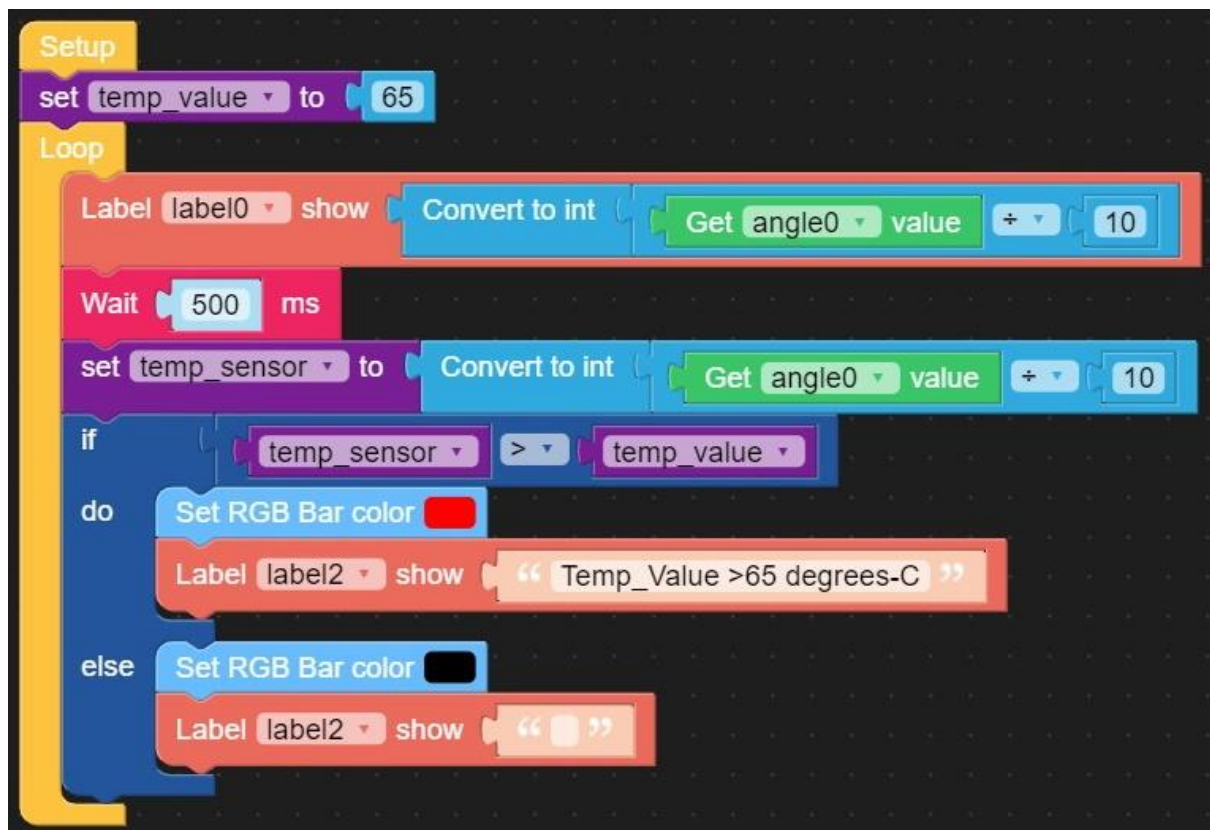 Setup
set temp_value to 65
Loop
Label label0 show Convert to int Get angle0 value ÷ 10
Wait 500 ms
set temp_sensor to Convert to int Get angle0 value ÷ 10
if temp_sensor > temp_value
do Set RGB Bar color
Label label2 show “ Temp_Value >65 degrees-C ”
else Set RGB Bar color
Label label2 show “ ”